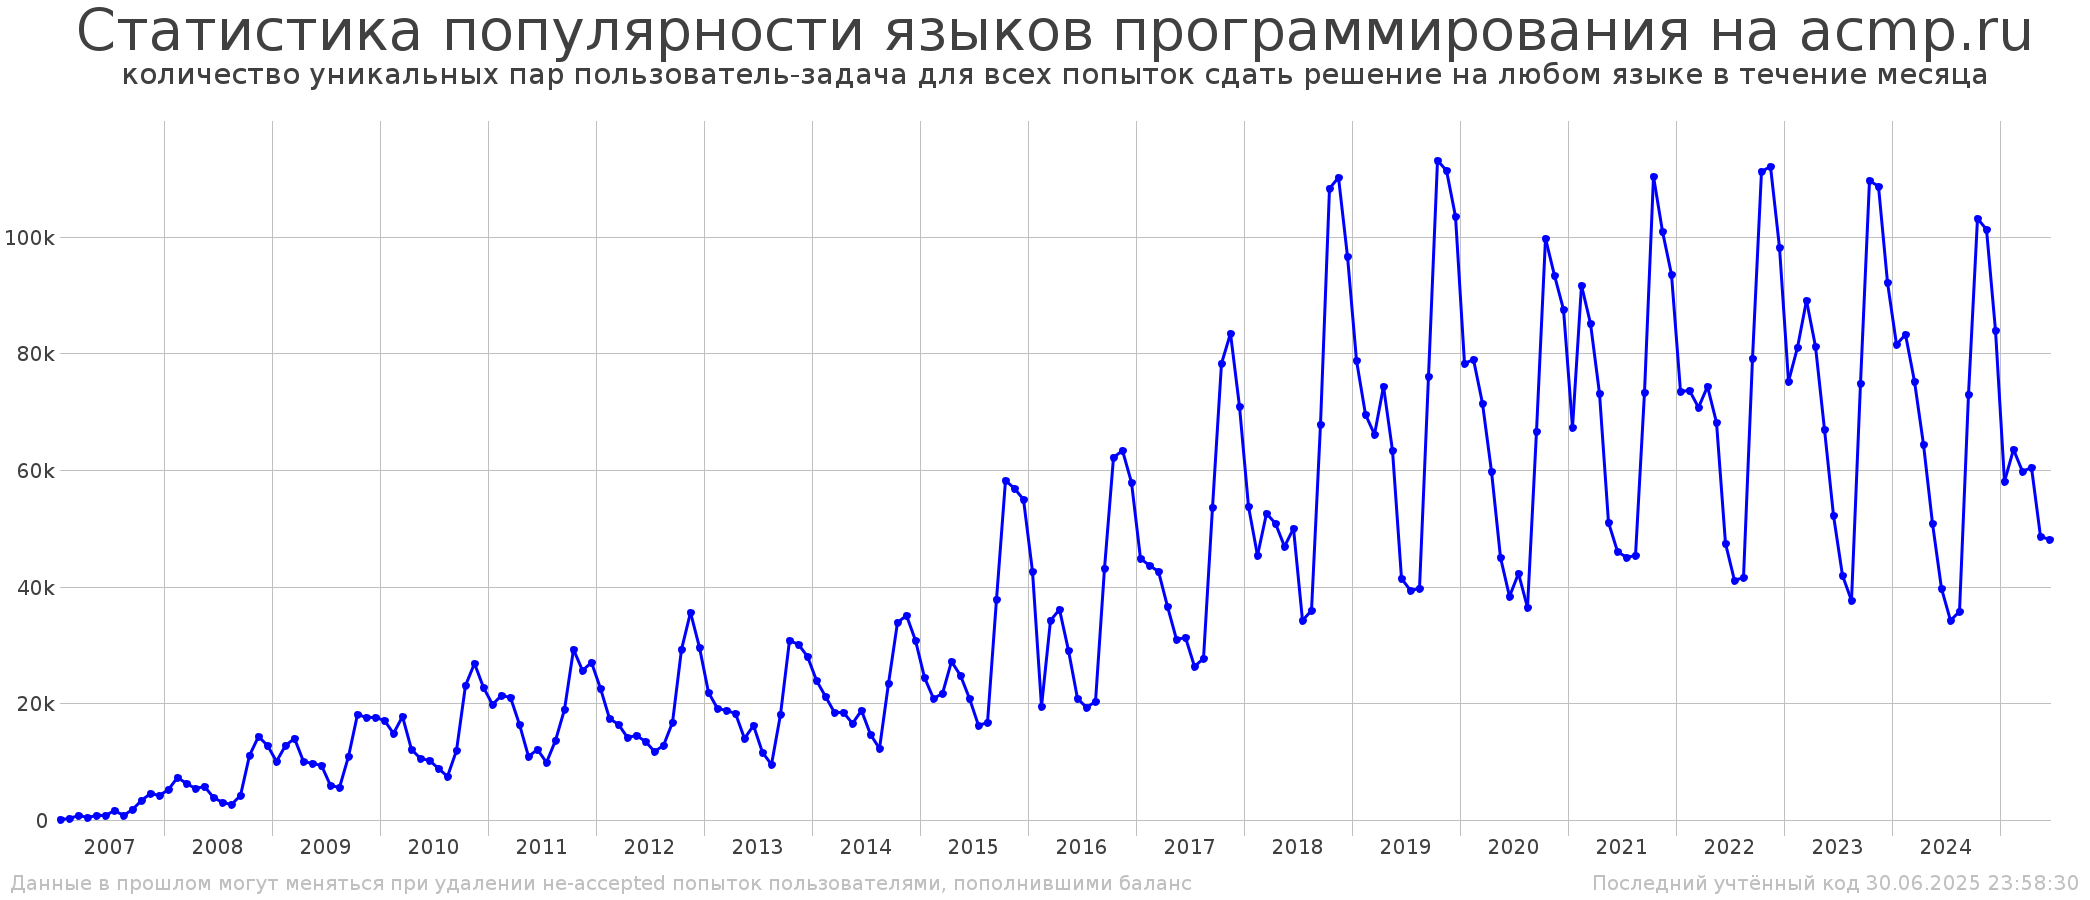 Статистика популярности языков программирования на acmp.ru
количество уникальных пар пользователь-задача для всех попыток сдать решение на любом языке в течение месяца
100k
80k
60k
40k
20k
0
2007 2008 2009 2010 2011 2012 2013 2014 2015 2016 2017 2018 2019 2020 2021 2022 2023 2024
Данные в прошлом могут меняться при удалении не-accepted попыток пользователями, пополнившими баланс
Последний учтённый код 30.06.2025 23:58:30